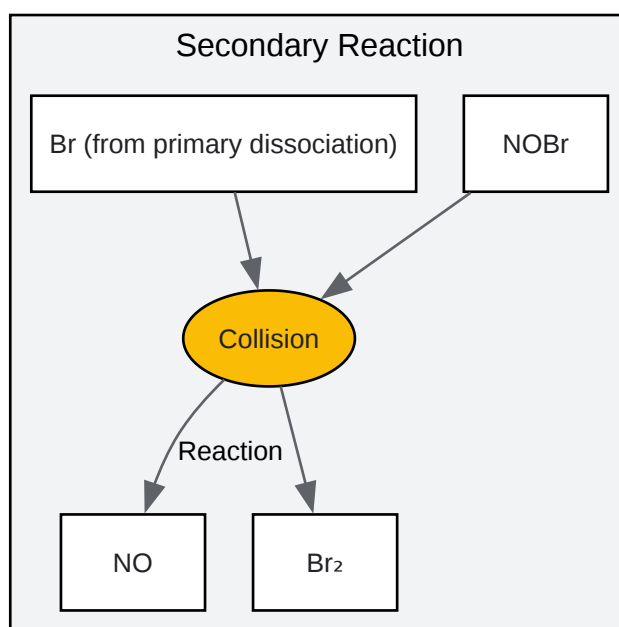 Secondary Reaction
Br (from primary dissociation)
NOBr
Collision
Reaction
NO
Br₂